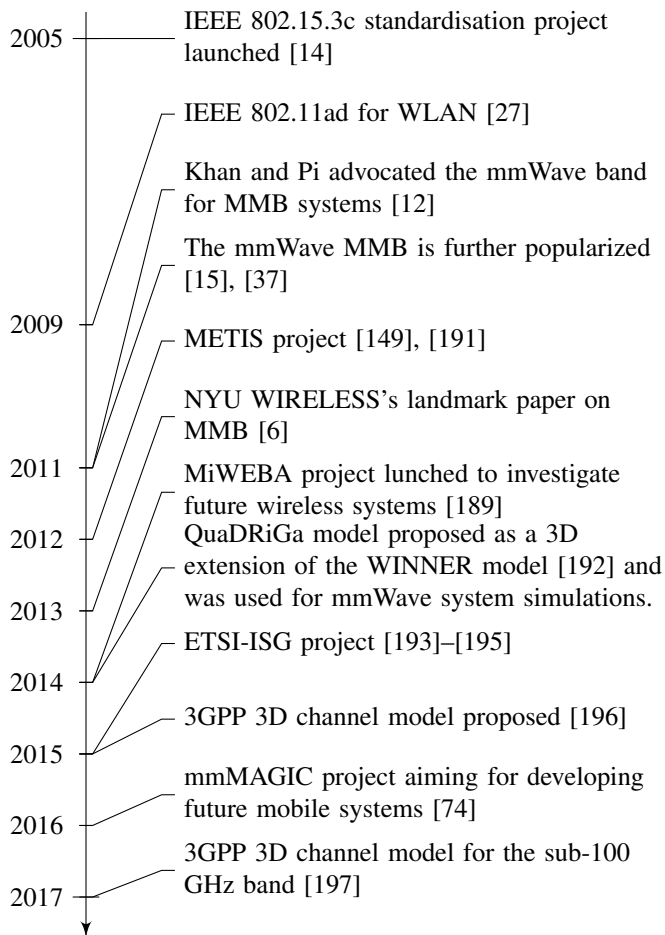 2005
IEEE 802.15.3c standardisation project
launched [14]
IEEE 802.11ad for WLAN [27]
Khan and Pi advocated the mmWave band
for MMB systems [12]
The mmWave MMB is further popularized
[15], [37]
2009
METIS project [149], [191]
NYU WIRELESS's landmark paper on
MMB [6]
2011
MiWEBA project lunched to investigate
future wireless systems [189]
2012
QuaDRiGa model proposed as a 3D
extension of the WINNER model [192] and
was used for mmWave system simulations.
2013
ETSI-ISG project [193]–[195]
2014
3GPP 3D channel model proposed [196]
2015
mmMAGIC project aiming for developing
future mobile systems [74]
2016
3GPP 3D channel model for the sub-100
GHz band [197]
2017